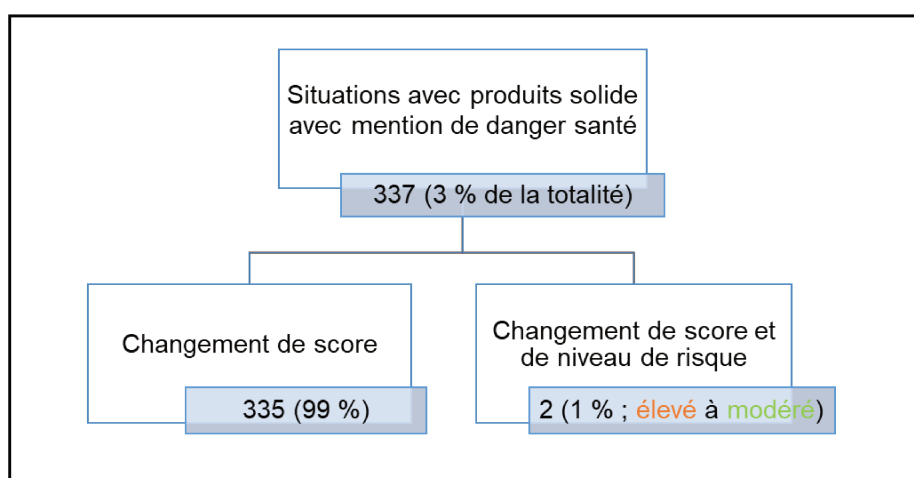 Situations avec produits solide
avec mention de danger santé
337 (3 % de la totalité)
Changement de score
335 (99 %)
Changement de score et
de niveau de risque
2 (1 % ; élevé à modéré)